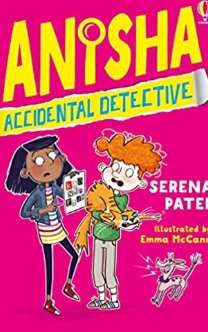 ANISHA
ACCIDENTAL DETECTIVE
SERENA
PATEL
Illustrated by
Emma McCann